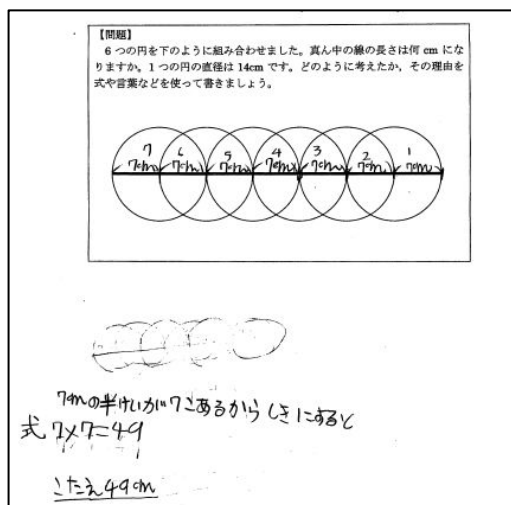 【問題】
6つの円を下のように組み合わせました。真ん中の線の長さは何cmにな
りますか。1つの円の直径は14cmです。どのように考えたか，その理由を
式や言葉などを使って書きましょう。
7 6 5 4 3 2 1
7cm 7cm 7cm 7cm 7cm 7cm 7cm
7cmの半けいが7こあるからしきにすると
式 7×7=49
こたえ49cm